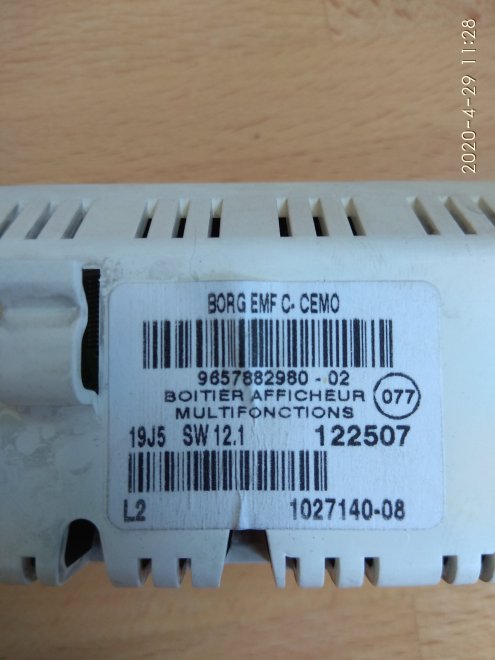 2020-4-29 11:28
BORG EMF C- CEMO
9657882980 - 02
BOITIER AFFICHEUR
MULTIFONCTIONS
077
19J5 SW 12.1 122507
L2 1027140-08